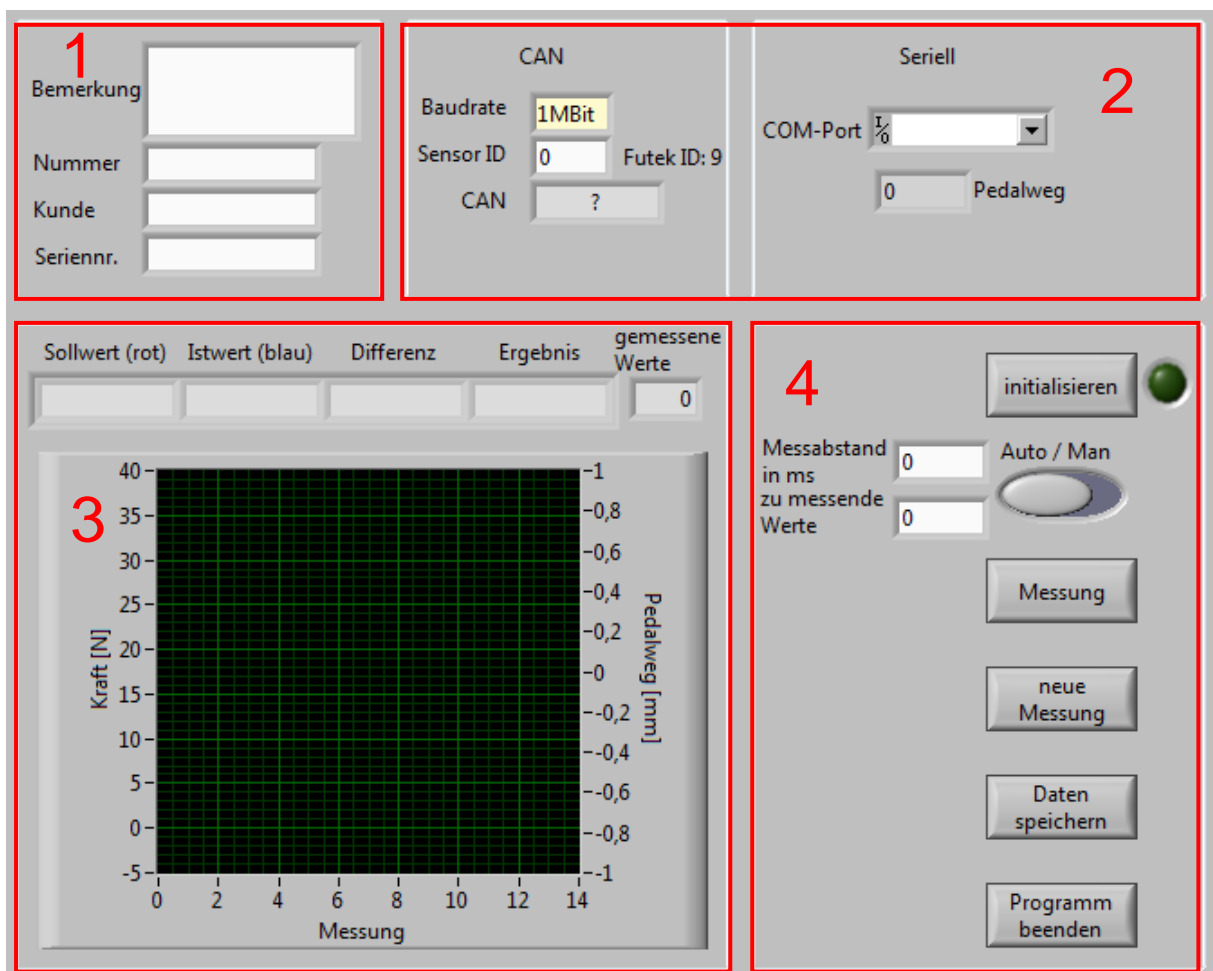 1
Bemerkung
Nummer
Kunde
Seriennr.
2
CAN
Baudrate 1MBit
Sensor ID 0 Futek ID: 9
CAN ?
Seriell
COM-Port I/O
0 Pedalweg
3
Sollwert (rot) Istwert (blau) Differenz Ergebnis gemessene
Werte
0
40
35
30
25
20
15
10
5
0
-5
Kraft [N]
1
0,8
0,6
0,4
0,2
0
-0,2
-0,4
-0,6
-0,8
-1
Pedalweg [mm]
0 2 4 6 8 10 12 14
Messung
4
initialisieren
Messabstand
in ms
0
zu messende
Werte
0
Auto / Man
Messung
neue
Messung
Daten
speichern
Programm
beenden